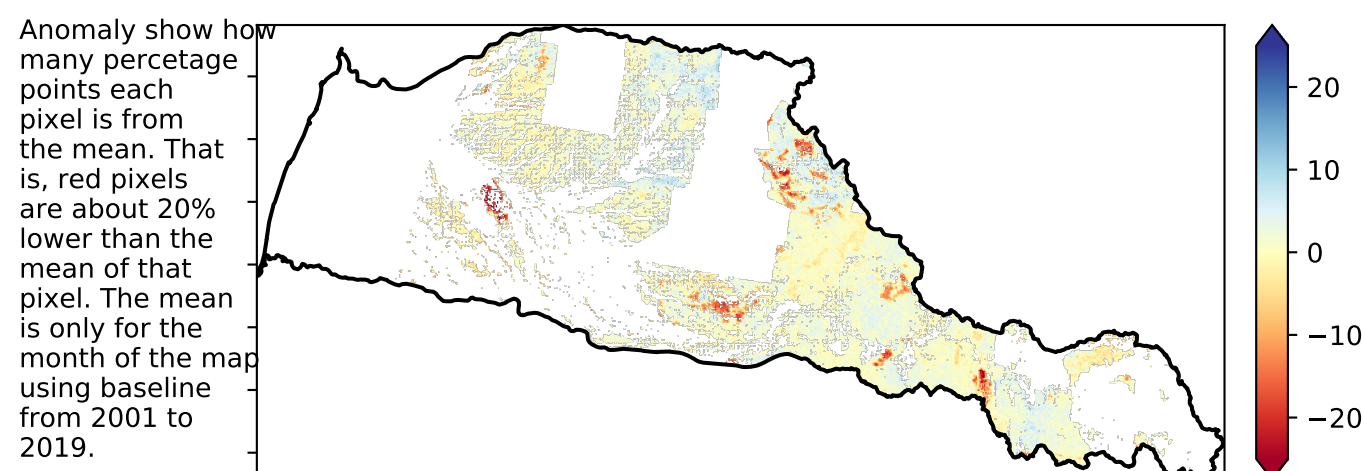 Anomaly show how
many percetage
points each
pixel is from
the mean. That
is, red pixels
are about 20%
lower than the
mean of that
pixel. The mean
is only for the
month of the map
using baseline
from 2001 to
2019.
20
10
0
−10
−20